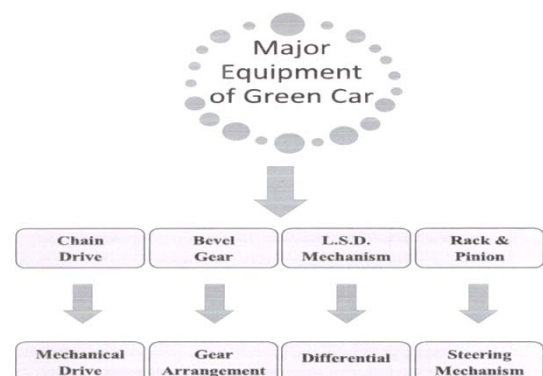 Major
Equipment
of Green Car
Chain
Drive
Bevel
Gear
L.S.D.
Mechanism
Rack &
Pinion
Mechanical
Drive
Gear
Arrangement
Differential
Steering
Mechanism